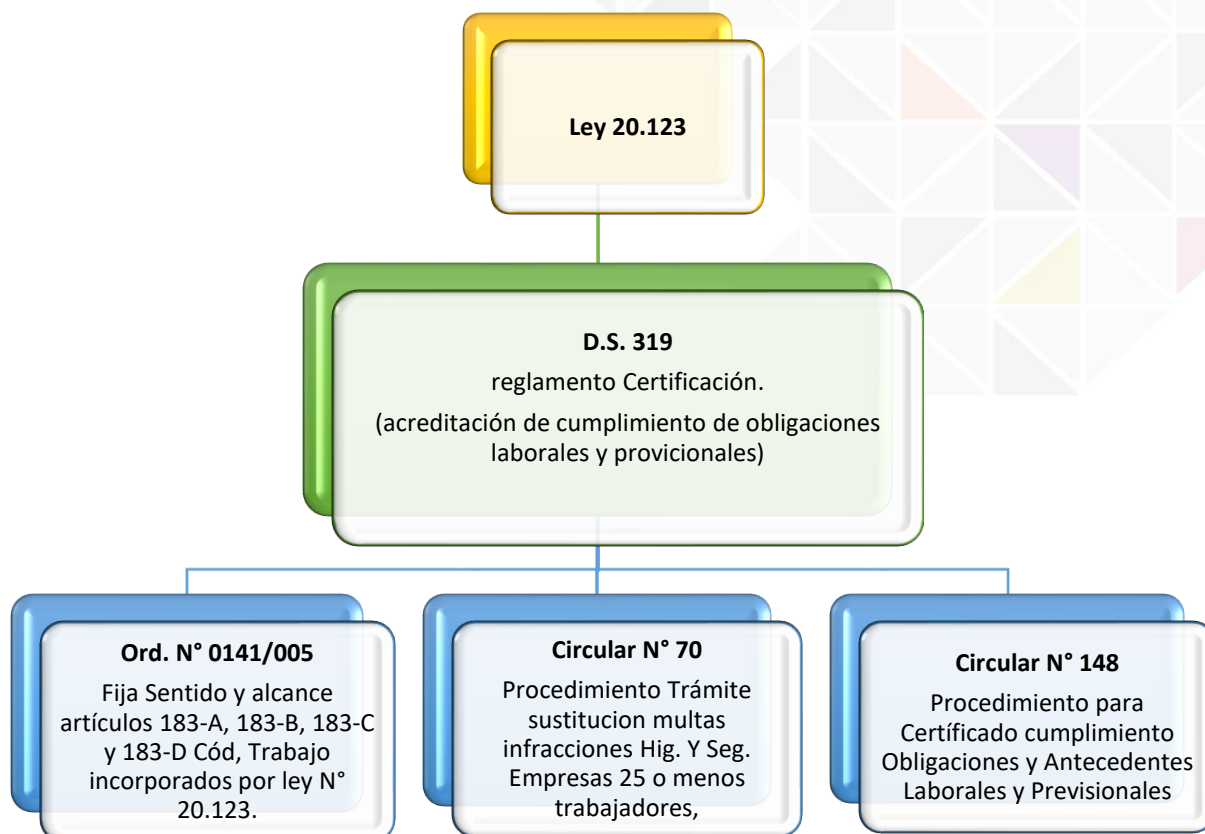 Ley 20.123
D.S. 319
reglamento Certificación.
(acreditación de cumplimiento de obligaciones
laborales y provicionales)
Ord. N° 0141/005
Fija Sentido y alcance
artículos 183-A, 183-B, 183-C
y 183-D Cód, Trabajo
incorporados por ley N°
20.123.
Circular N° 70
Procedimiento Trámite
sustitucion multas
infracciones Hig. Y Seg.
Empresas 25 o menos
trabajadores,
Circular N° 148
Procedimiento para
Certíficado cumplimiento
Obligaciones y Antecedentes
Laborales y Previsionales